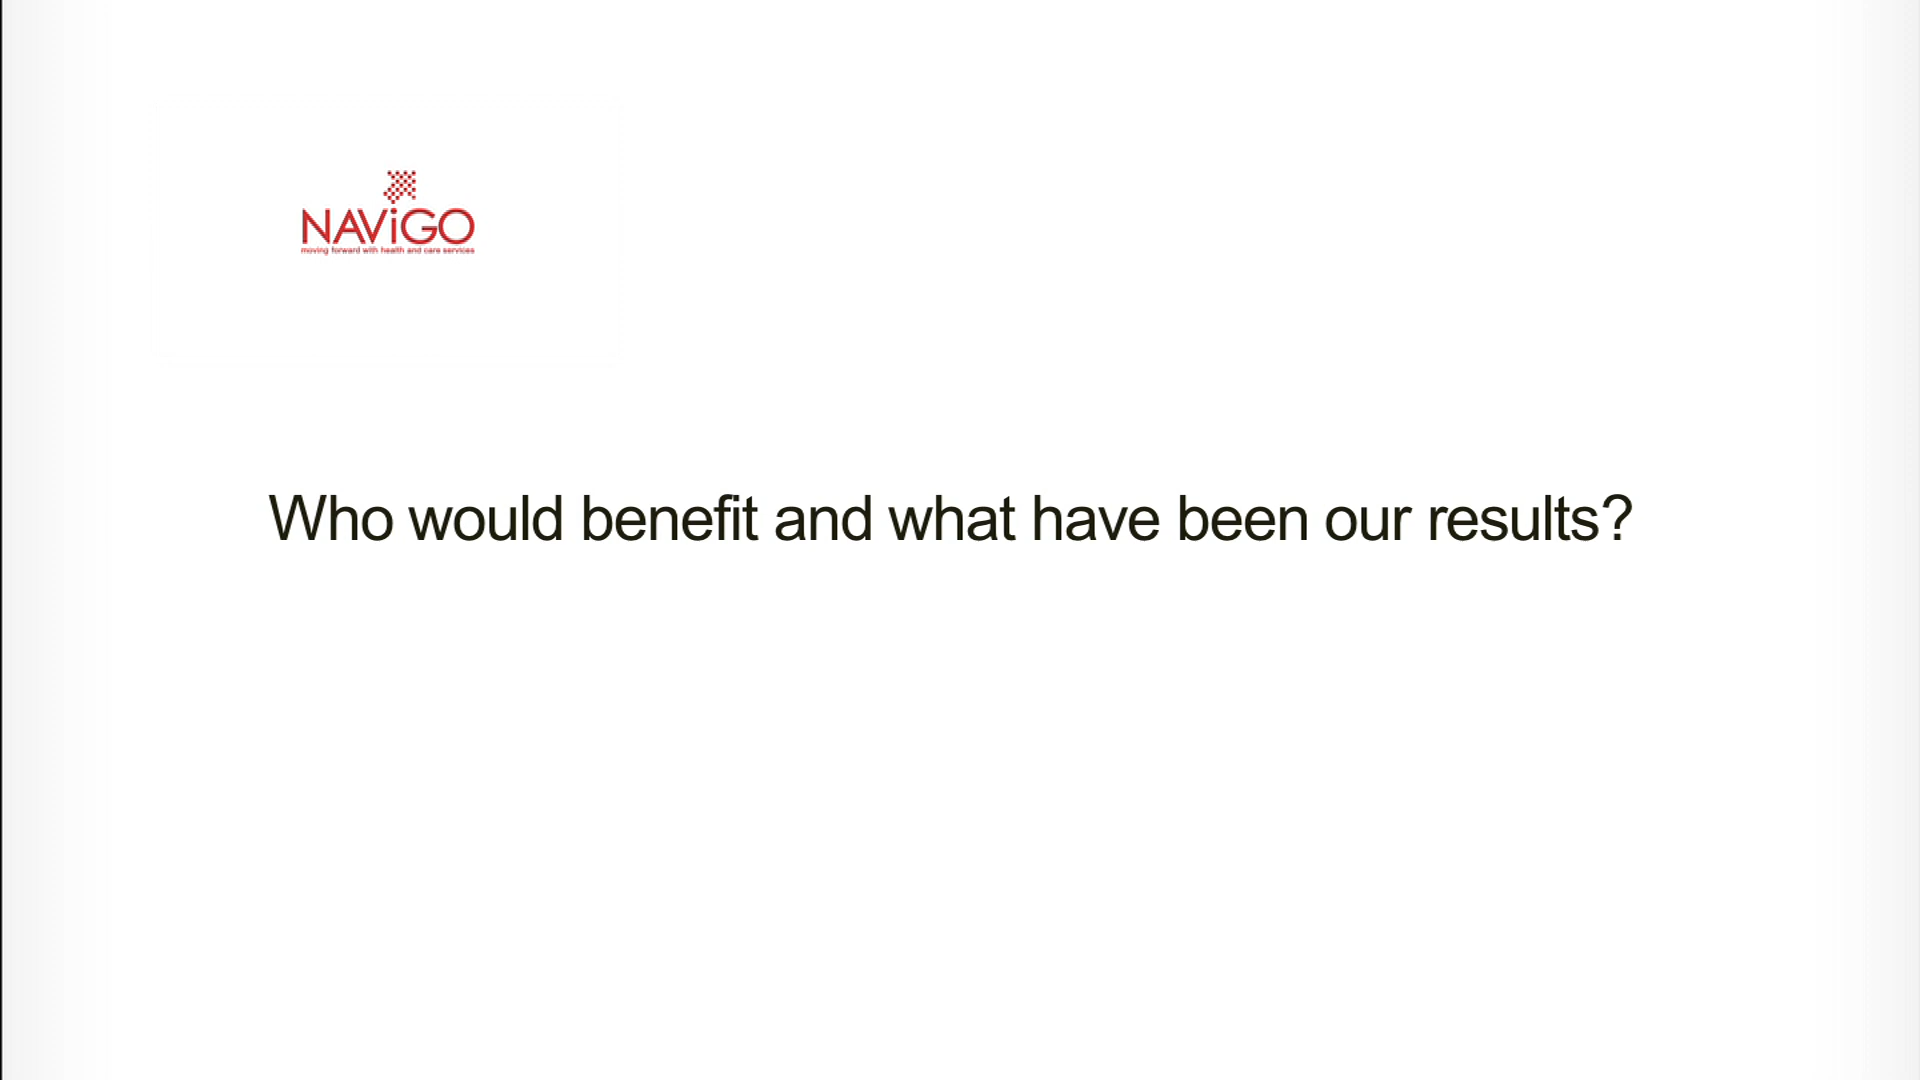 NAViGO
moving forward with health and care services
Who would benefit and what have been our results?